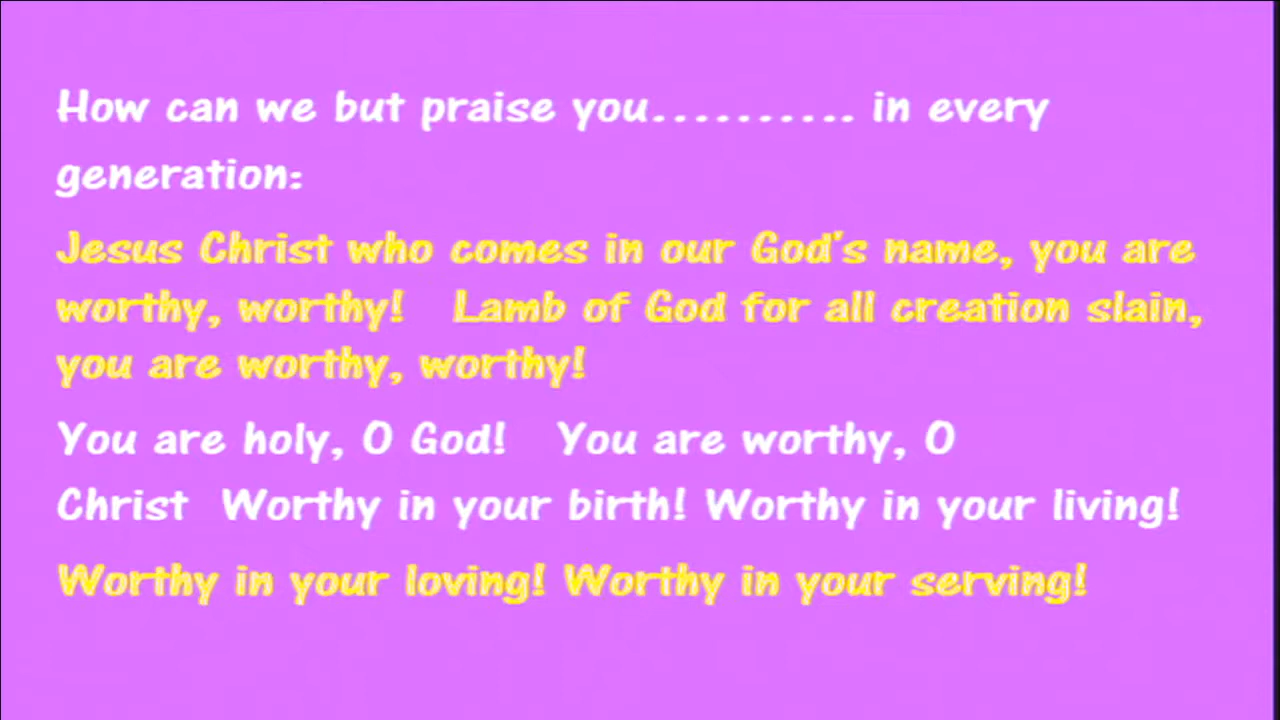 How can we but praise you.......... in every
generation:
Jesus Christ who comes in our God's name, you are
worthy, worthy!   Lamb of God for all creation slain,
you are worthy, worthy!
You are holy, O God!   You are worthy, O
Christ  Worthy in your birth! Worthy in your living!
Worthy in your loving! Worthy in your serving!